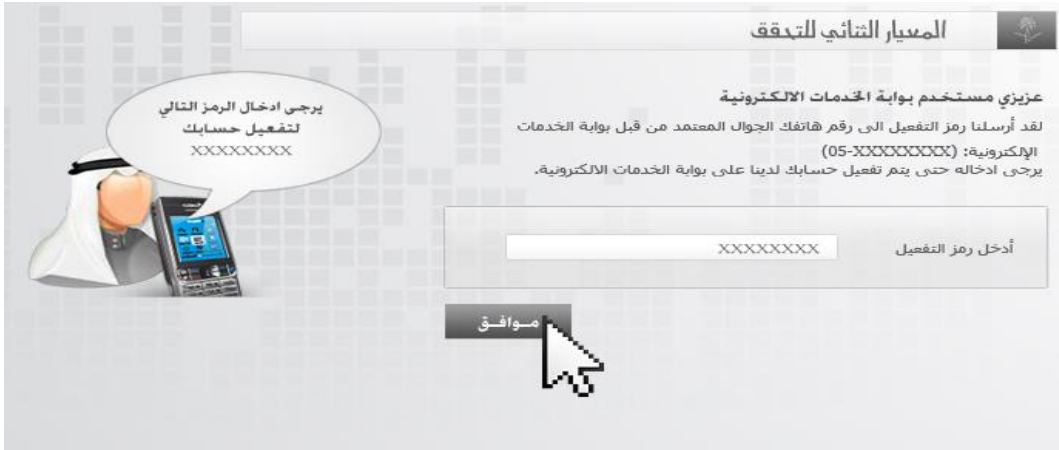 المعيار الثنائي للتحقق
عزيزي مستخدم بوابة الخدمات الالكترونية
لقد أرسلنا رمز التفعيل الى رقم هاتفك الجوال المعتمد من قبل بوابة الخدمات
الإلكترونية: (05-XXXXXXXX)
يرجى ادخاله حتى يتم تفعيل حسابك لدينا على بوابة الخدمات الالكترونية.
أدخل رمز التفعيل XXXXXXXX
مـوافـق
يرجى ادخال الرمز التالي
لتفعيل حسابك
XXXXXXXX